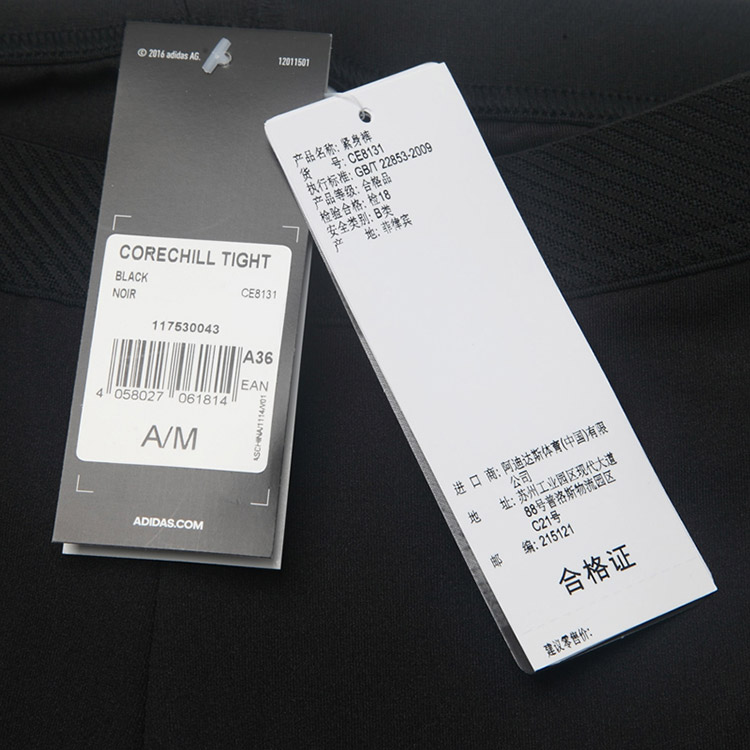 © 2016 adidas AG.
12011501
CORECHILL TIGHT
BLACK
NOIR CE8131
117530043
A36
EAN
4 058027 061814
ASCHINA/1114/V01
A/M
ADIDAS.COM
产品名称: 紧身裤
货 号: CE8131
执行标准: GB/T 22853-2009
产品等级: 合格品
检验合格: 检18
安全类别: B类
产 地: 菲律宾
进 口 商: 阿迪达斯体育(中国)有限
公司
地 址: 苏州工业园区现代大道
88号普洛斯物流园区
C21号
邮 编: 215121
合格证
建议零售价: